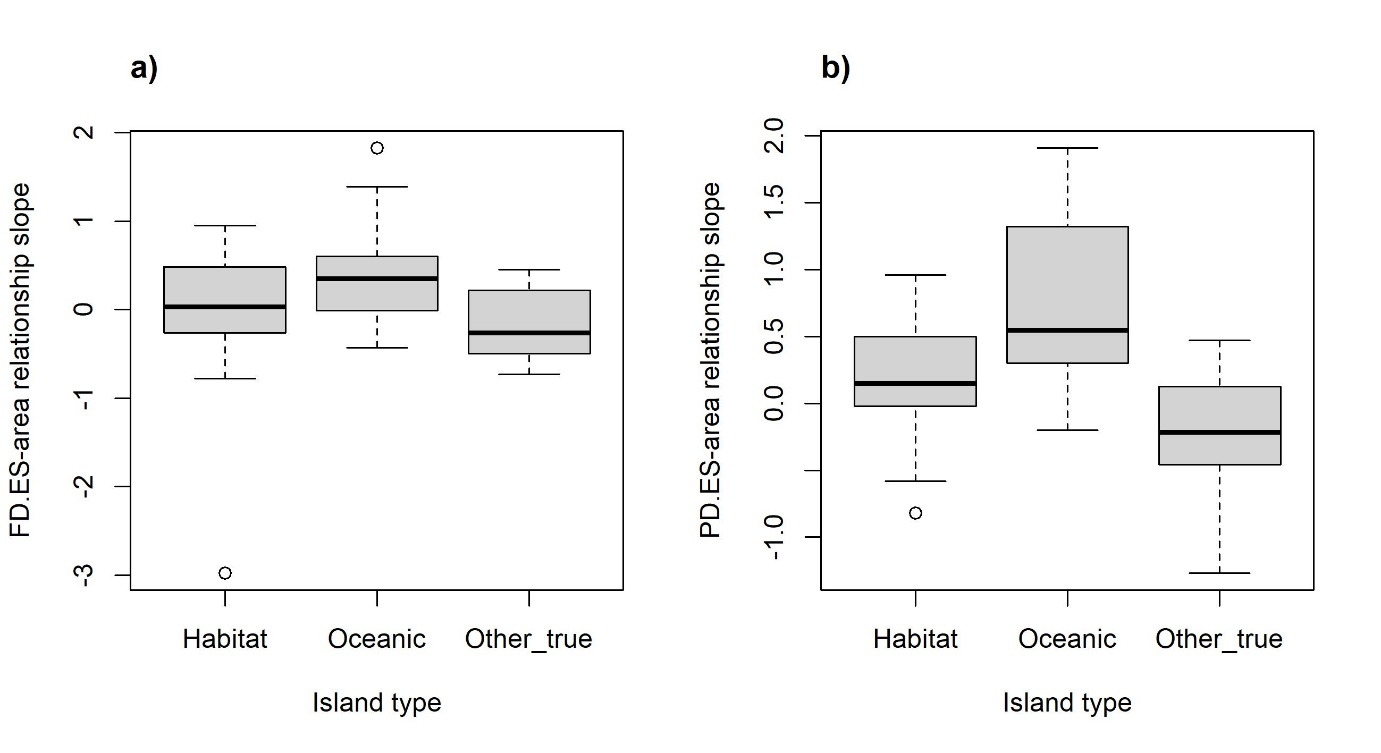 a)
FD.ES-area relationship slope
2
1
0
-1
-2
-3
Habitat Oceanic Other_true
Island type
b)
PD.ES-area relationship slope
2.0
1.5
1.0
0.5
0.0
-1.0
Habitat Oceanic Other_true
Island type